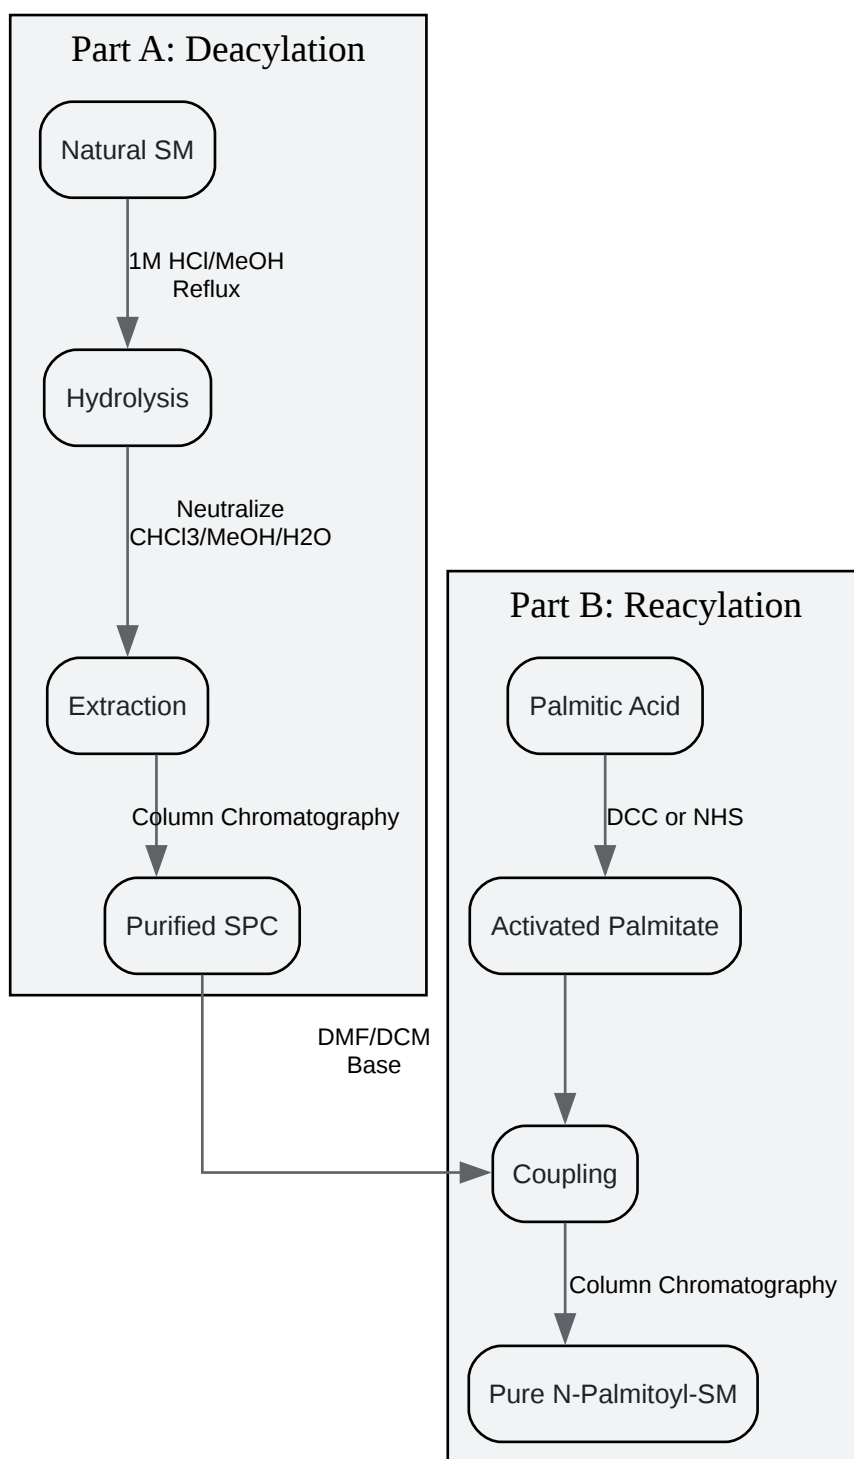 Part A: Deacylation
Natural SM
1M HCl/MeOH
Reflux
Hydrolysis
Neutralize
CHCl3/MeOH/H2O
Extraction
Column Chromatography
Purified SPC
DMF/DCM
Base
Part B: Reacylation
Palmitic Acid
DCC or NHS
Activated Palmitate
Coupling
Column Chromatography
Pure N-Palmitoyl-SM